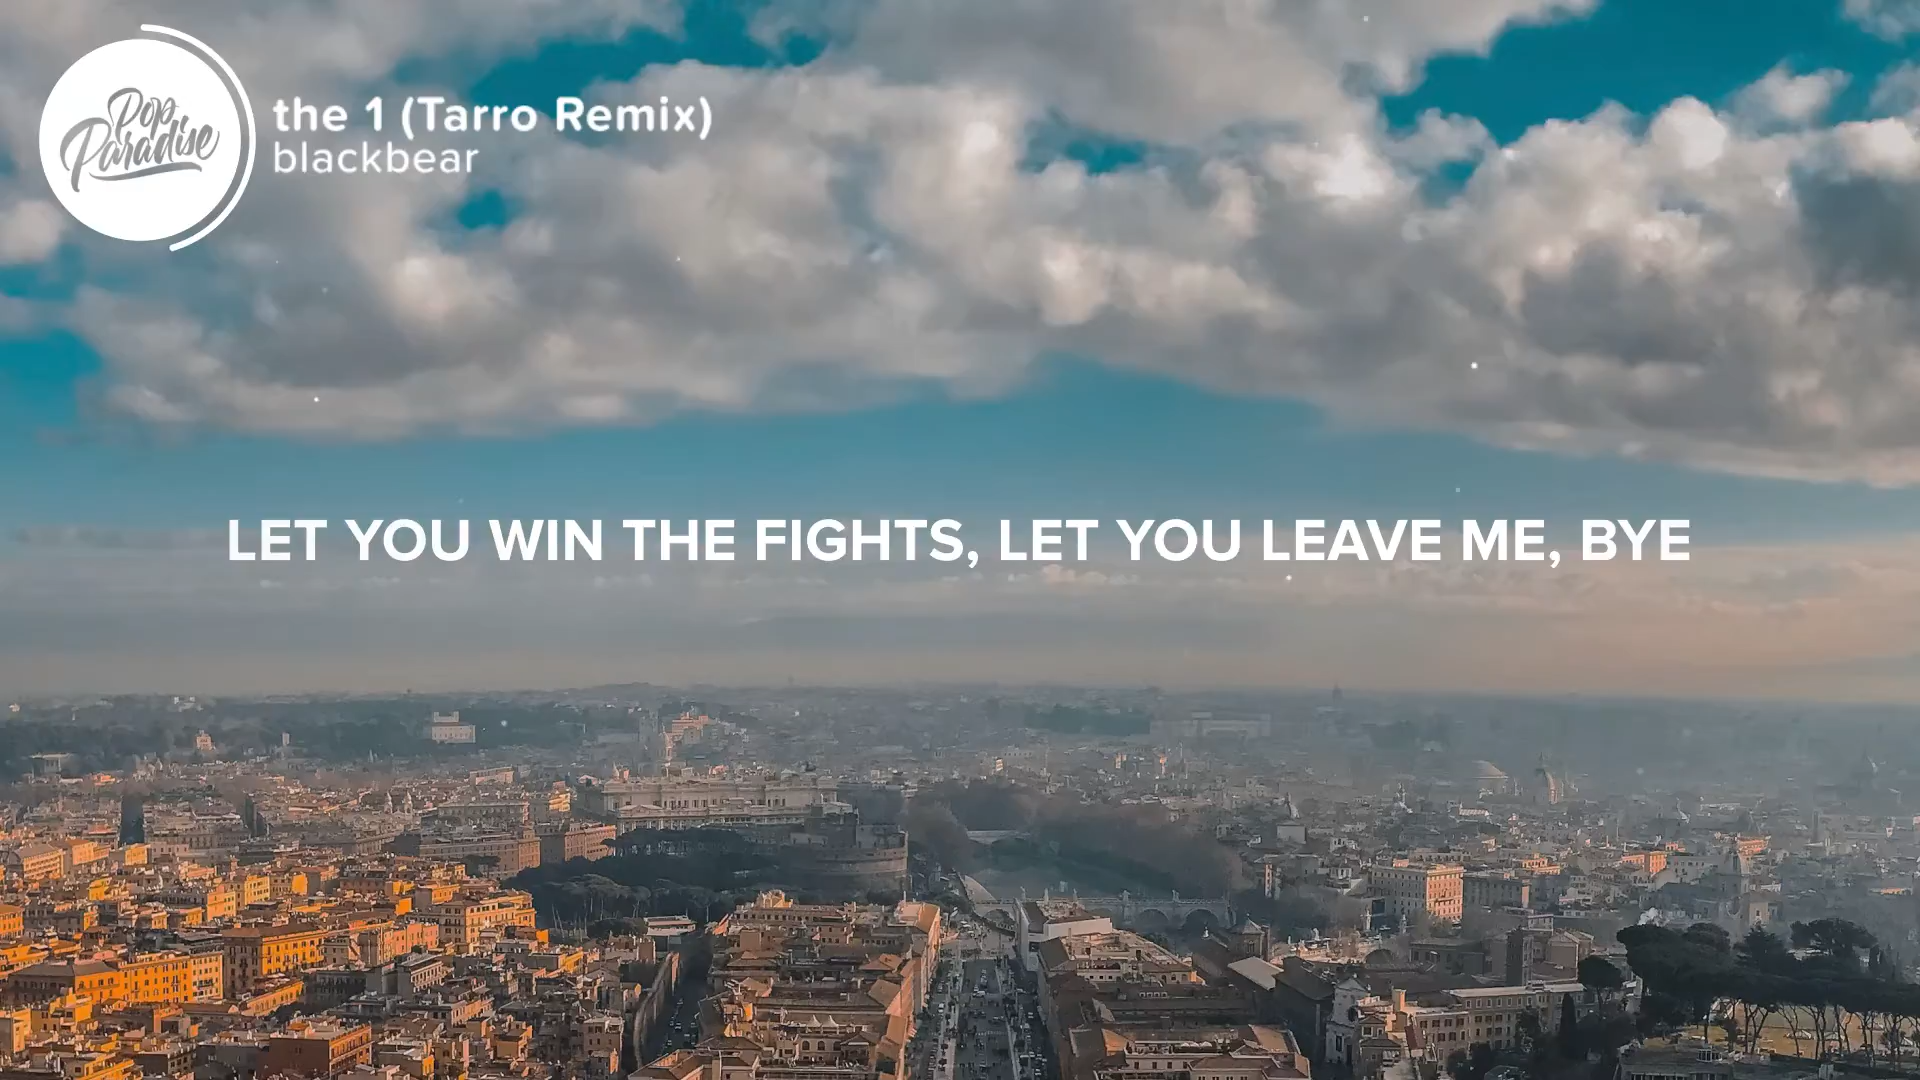 Pop
Paradise
the 1 (Tarro Remix)
blackbear
LET YOU WIN THE FIGHTS, LET YOU LEAVE ME, BYE